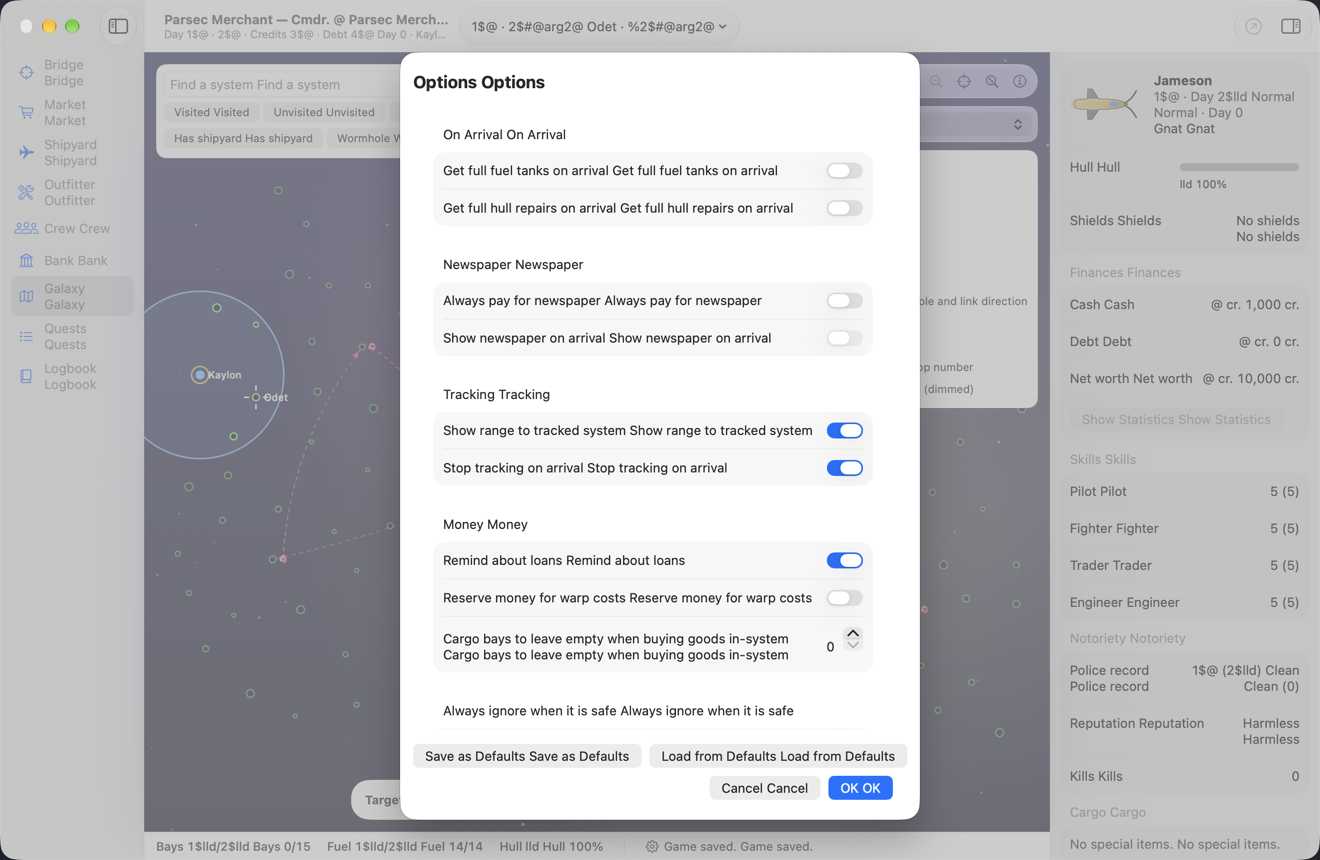 Parsec Merchant — Cmdr. @ Parsec Merch...
Day 1$@ · 2$@ · Credits 3$@ · Debt 4$@ Day 0 · Kayl...
1$@ · 2$#@arg2@ Odet · %2$#@arg2@
Bridge
Bridge
Market
Market
Shipyard
Shipyard
Outfitter
Outfitter
Crew Crew
Bank Bank
Galaxy
Galaxy
Quests
Quests
Logbook
Logbook
Find a system Find a system
Visited Visited
Unvisited Unvisited
Has shipyard Has shipyard
Wormhole W
Kaylon
Odet
Options Options
On Arrival On Arrival
Get full fuel tanks on arrival Get full fuel tanks on arrival
Get full hull repairs on arrival Get full hull repairs on arrival
Newspaper Newspaper
Always pay for newspaper Always pay for newspaper
Show newspaper on arrival Show newspaper on arrival
Tracking Tracking
Show range to tracked system Show range to tracked system
Stop tracking on arrival Stop tracking on arrival
Money Money
Remind about loans Remind about loans
Reserve money for warp costs Reserve money for warp costs
Cargo bays to leave empty when buying goods in-system
Cargo bays to leave empty when buying goods in-system
0
Always ignore when it is safe Always ignore when it is safe
Save as Defaults Save as Defaults
Load from Defaults Load from Defaults
Cancel Cancel
OK OK
ble and link direction
op number
(dimmed)
Targe
Jameson
1$@ · Day 2$lld Normal
Normal · Day 0
Gnat Gnat
Hull Hull
lld 100%
Shields Shields
No shields
No shields
Finances Finances
Cash Cash
@ cr. 1,000 cr.
Debt Debt
@ cr. 0 cr.
Net worth Net worth
@ cr. 10,000 cr.
Show Statistics Show Statistics
Skills Skills
Pilot Pilot
5 (5)
Fighter Fighter
5 (5)
Trader Trader
5 (5)
Engineer Engineer
5 (5)
Notoriety Notoriety
Police record
Police record
1$@ (2$lld) Clean
Clean (0)
Reputation Reputation
Harmless
Harmless
Kills Kills
0
Cargo Cargo
No special items. No special items.
Bays 1$lld/2$lld Bays 0/15
Fuel 1$lld/2$lld Fuel 14/14
Hull lld Hull 100%
Game saved. Game saved.